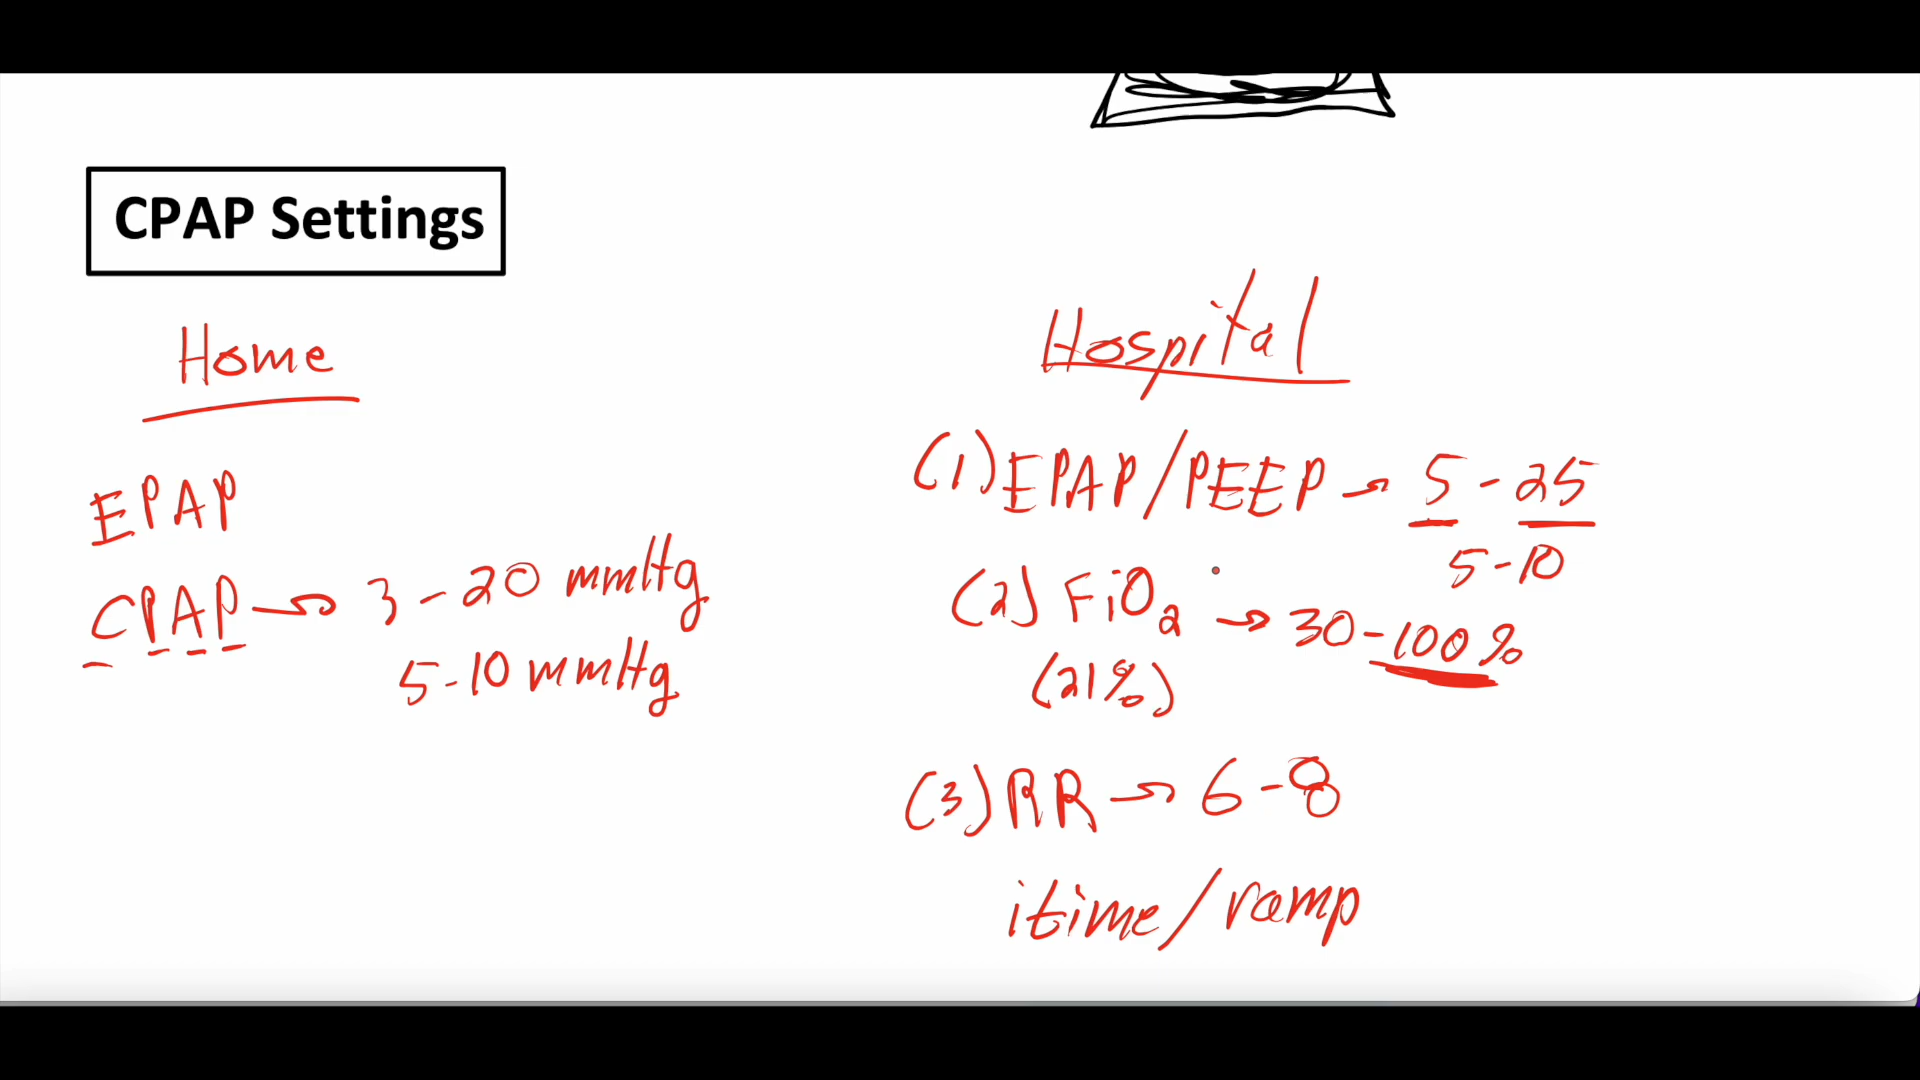 CPAP Settings
Home
EPAP
CPAP → 3-20 mmHg
5-10 mmHg
Hospital
(1) EPAP/PEEP → 5-25
5-10
(2) FiO₂ → 30-100%
(21%)
(3) RR → 6-8
itime/ramp